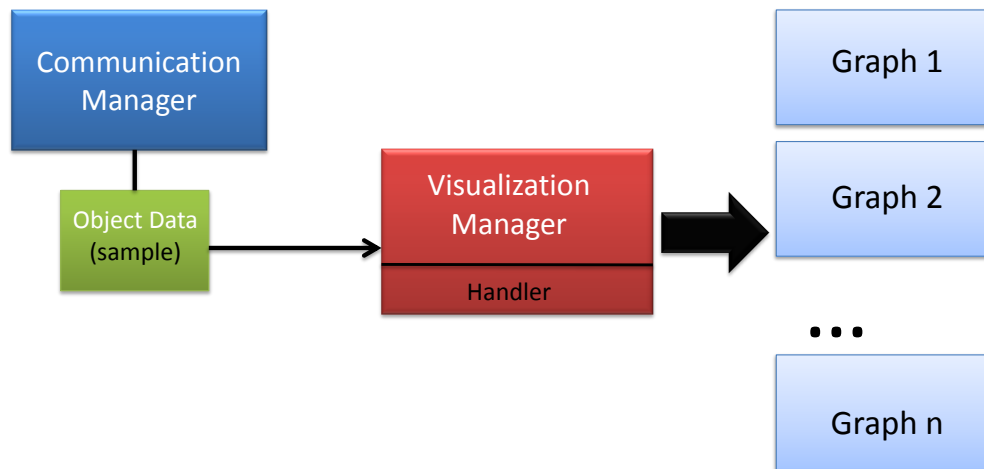 Communication
Manager
Object Data
(sample)
Visualization
Manager
Handler
Graph 1
Graph 2
...
Graph n